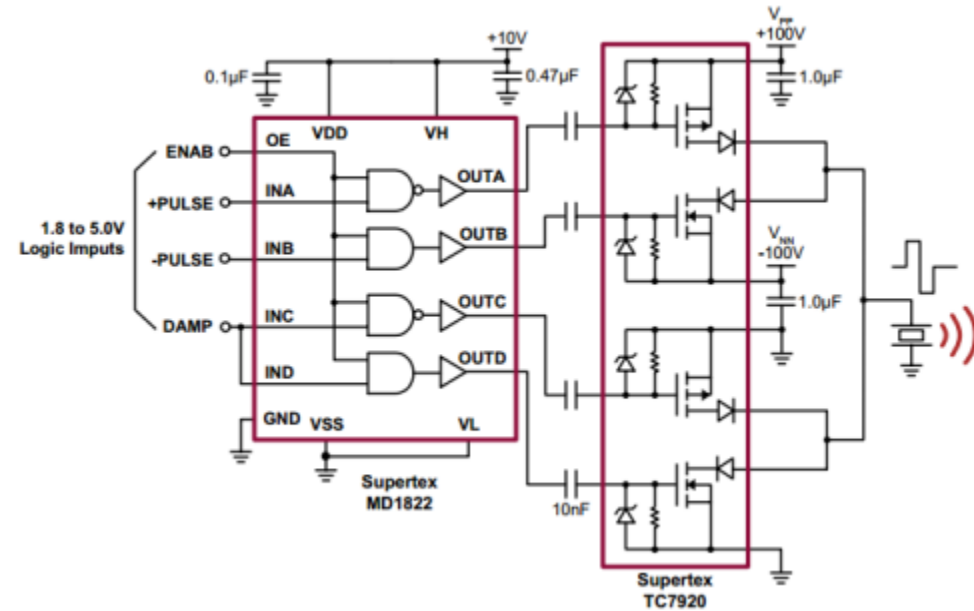 VPP
+100V
+10V
0.1µF
0.47µF
1.0µF
VDD
VH
ENAB
OE
OUTA
+PULSE
INA
1.8 to 5.0V
Logic Imputs
OUTB
-PULSE
INB
VNN
-100V
OUTC
1.0µF
DAMP
INC
OUTD
IND
GND
VSS
VL
Supertex
MD1822
10nF
Supertex
TC7920